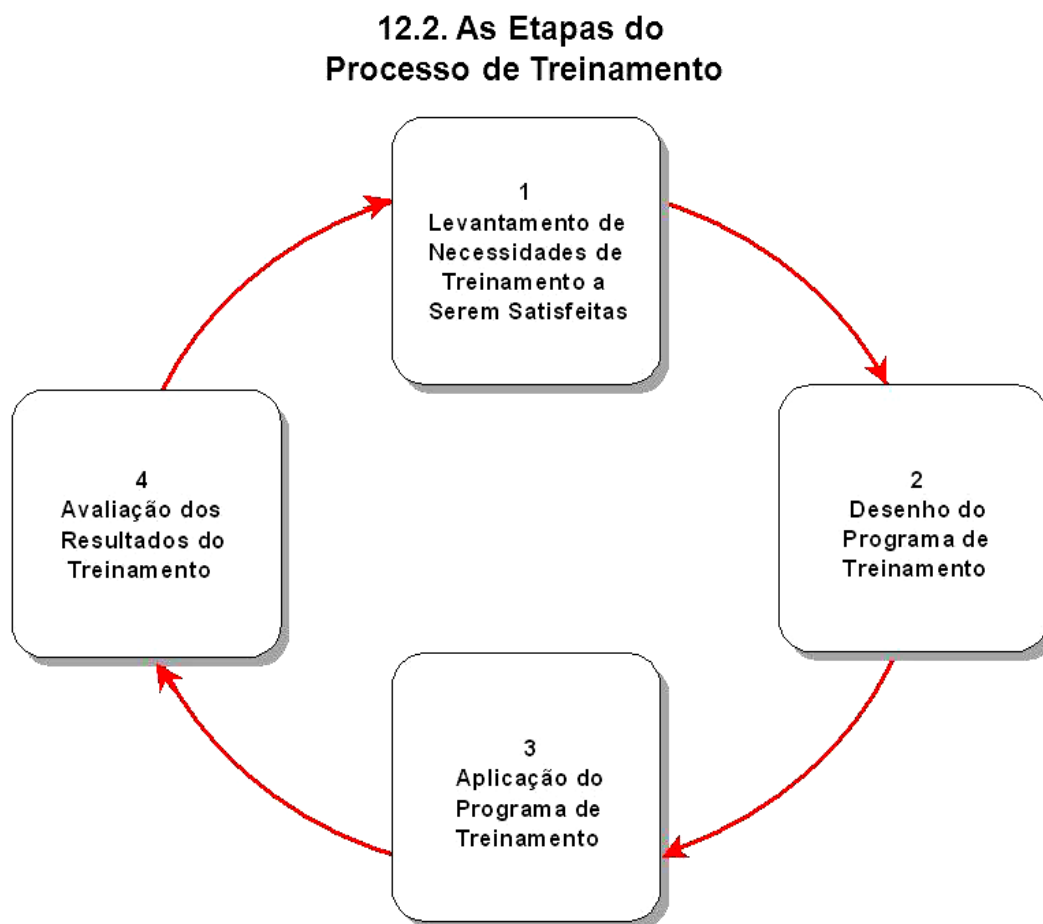 12.2. As Etapas do
Processo de Treinamento
1
Levantamento de
Necessidades de
Treinamento a
Serem Satisfeitas
2
Desenho do
Programa de
Treinamento
3
Aplicação do
Programa de
Treinamento
4
Avaliação dos
Resultados do
Treinamento